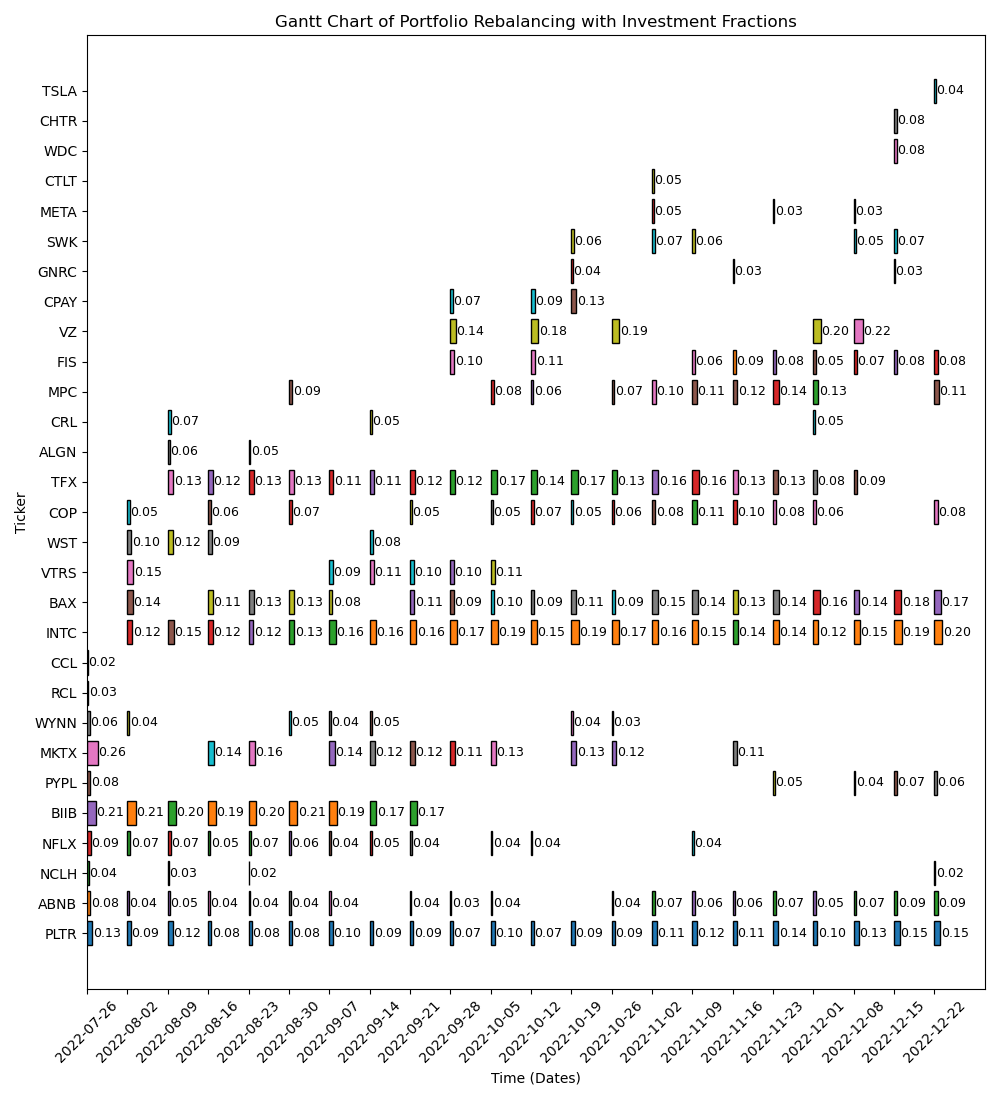 Gantt Chart of Portfolio Rebalancing with Investment Fractions
TSLA 0.04
CHTR 0.08
WDC 0.08
CTLT 0.05
META 0.05 0.03 0.03
SWK 0.06 0.07 0.06 0.05 0.07
GNRC 0.04 0.03 0.03
CPAY 0.07 0.09 0.13
VZ 0.14 0.18 0.19 0.20 0.22
FIS 0.10 0.11 0.06 0.09 0.08 0.05 0.07 0.08 0.08
MPC 0.09 0.08 0.06 0.07 0.10 0.11 0.12 0.14 0.13 0.11
CRL 0.07 0.05 0.05
ALGN 0.06 0.05
TFX 0.13 0.12 0.13 0.13 0.11 0.11 0.12 0.12 0.17 0.14 0.17 0.13 0.16 0.16 0.13 0.13 0.08 0.09
COP 0.05 0.06 0.07 0.05 0.05 0.07 0.05 0.06 0.08 0.11 0.10 0.08 0.06 0.08
WST 0.10 0.12 0.09 0.08
VTRS 0.15 0.09 0.11 0.10 0.10 0.11
BAX 0.14 0.11 0.13 0.13 0.08 0.11 0.09 0.10 0.09 0.11 0.09 0.15 0.14 0.13 0.14 0.16 0.14 0.18 0.17
INTC 0.12 0.15 0.12 0.12 0.13 0.16 0.16 0.16 0.17 0.19 0.15 0.19 0.17 0.16 0.15 0.14 0.14 0.12 0.15 0.19 0.20
CCL 0.02
RCL 0.03
WYNN 0.06 0.04 0.05 0.04 0.05 0.04 0.03
MKTX 0.26 0.14 0.16 0.14 0.12 0.12 0.11 0.13 0.13 0.12 0.11
PYPL 0.08 0.05 0.04 0.07 0.06
BIIB 0.21 0.21 0.20 0.19 0.20 0.21 0.19 0.17 0.17
NFLX 0.09 0.07 0.07 0.05 0.07 0.06 0.04 0.05 0.04 0.04 0.04 0.04
NCLH 0.04 0.03 0.02 0.02
ABNB 0.08 0.04 0.05 0.04 0.04 0.04 0.04 0.04 0.03 0.04 0.04 0.07 0.06 0.06 0.07 0.05 0.07 0.09 0.09
PLTR 0.13 0.09 0.12 0.08 0.08 0.08 0.10 0.09 0.09 0.07 0.10 0.07 0.09 0.09 0.11 0.12 0.11 0.14 0.10 0.13 0.15 0.15
Ticker
2022-07-26 2022-08-02 2022-08-09 2022-08-16 2022-08-23 2022-08-30 2022-09-07 2022-09-14 2022-09-21 2022-09-28 2022-10-05 2022-10-12 2022-10-19 2022-10-26 2022-11-02 2022-11-09 2022-11-16 2022-11-23 2022-12-01 2022-12-08 2022-12-15 2022-12-22
Time (Dates)